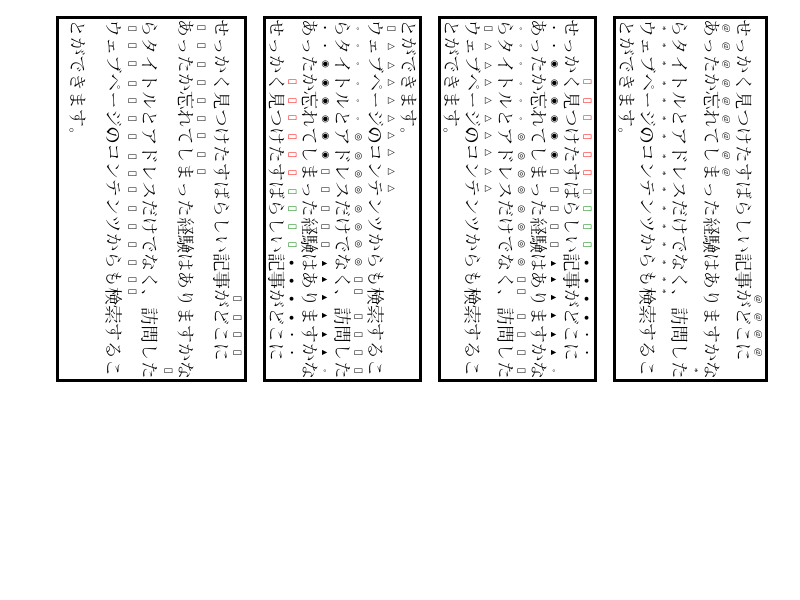 せっかく見つけたすばらしい記事がどこに
あったか忘れてしまった経験はありますかな
らタイトルとアドレスだけでなく、訪問した
ウェブページのコンテンツからも検索するこ
とができます。
せっかく見つけたすばらしい記事がどこに
あったか忘れてしまった経験はありますかな
らタイトルとアドレスだけでなく、訪問した
ウェブページのコンテンツからも検索するこ
とができます。
せっかく見つけたすばらしい記事がどこに
あったか忘れてしまった経験はありますかな
らタイトルとアドレスだけでなく、訪問した
ウェブページのコンテンツからも検索するこ
とができます。
せっかく見つけたすばらしい記事がどこに
あったか忘れてしまった経験はありますかな
らタイトルとアドレスだけでなく、訪問した
ウェブページのコンテンツからも検索するこ
とができます。